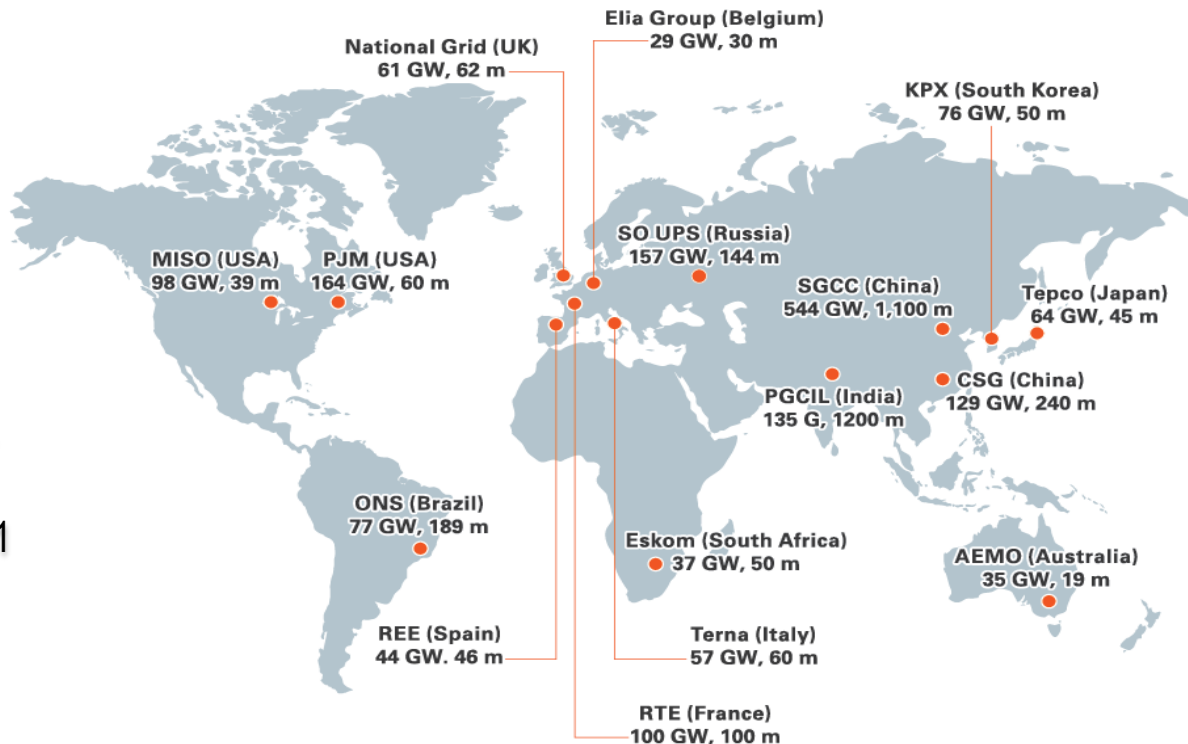 Elia Group (Belgium)
29 GW, 30 m
National Grid (UK)
61 GW, 62 m
KPX (South Korea)
76 GW, 50 m
SO UPS (Russia)
157 GW, 144 m
MISO (USA)
98 GW, 39 m
PJM (USA)
164 GW, 60 m
SGCC (China)
544 GW, 1,100 m
Tepco (Japan)
64 GW, 45 m
PGCIL (India)
135 G, 1200 m
CSG (China)
129 GW, 240 m
ONS (Brazil)
77 GW, 189 m
1
Eskom (South Africa)
37 GW, 50 m
AEMO (Australia)
35 GW, 19 m
REE (Spain)
44 GW. 46 m
Terna (Italy)
57 GW, 60 m
RTE (France)
100 GW, 100 m